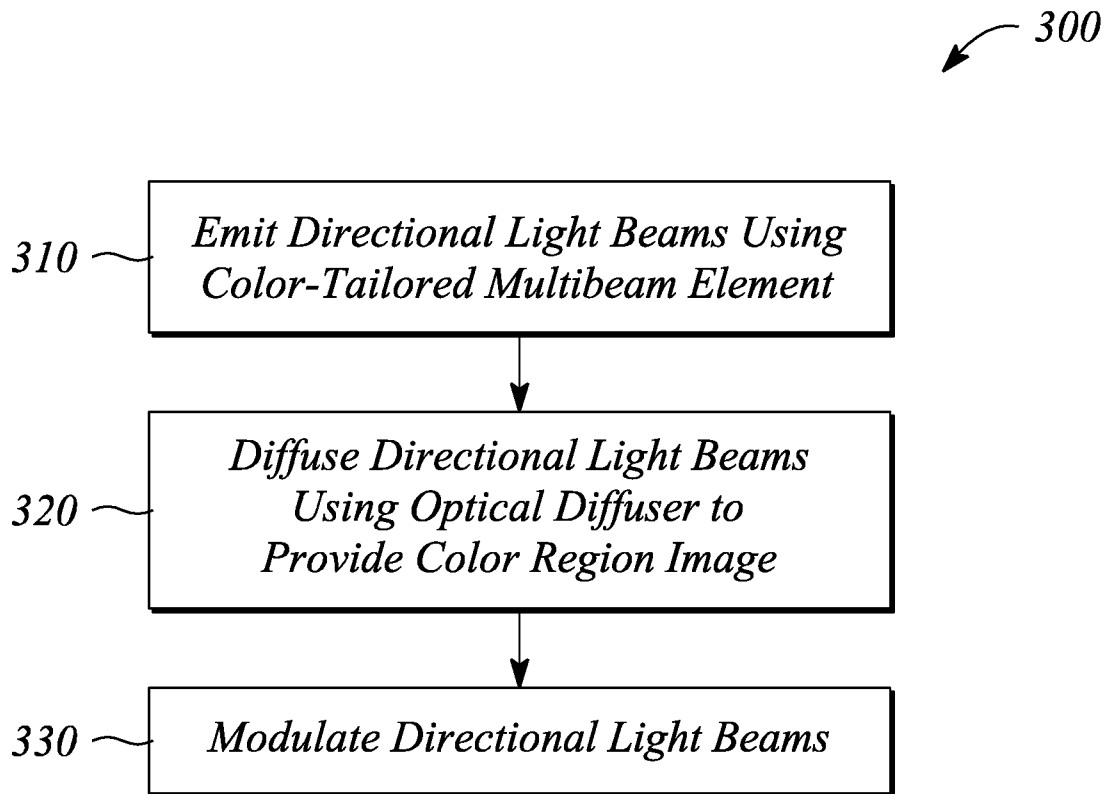 300
310
Emit Directional Light Beams Using
Color-Tailored Multibeam Element
320
Diffuse Directional Light Beams
Using Optical Diffuser to
Provide Color Region Image
330
Modulate Directional Light Beams